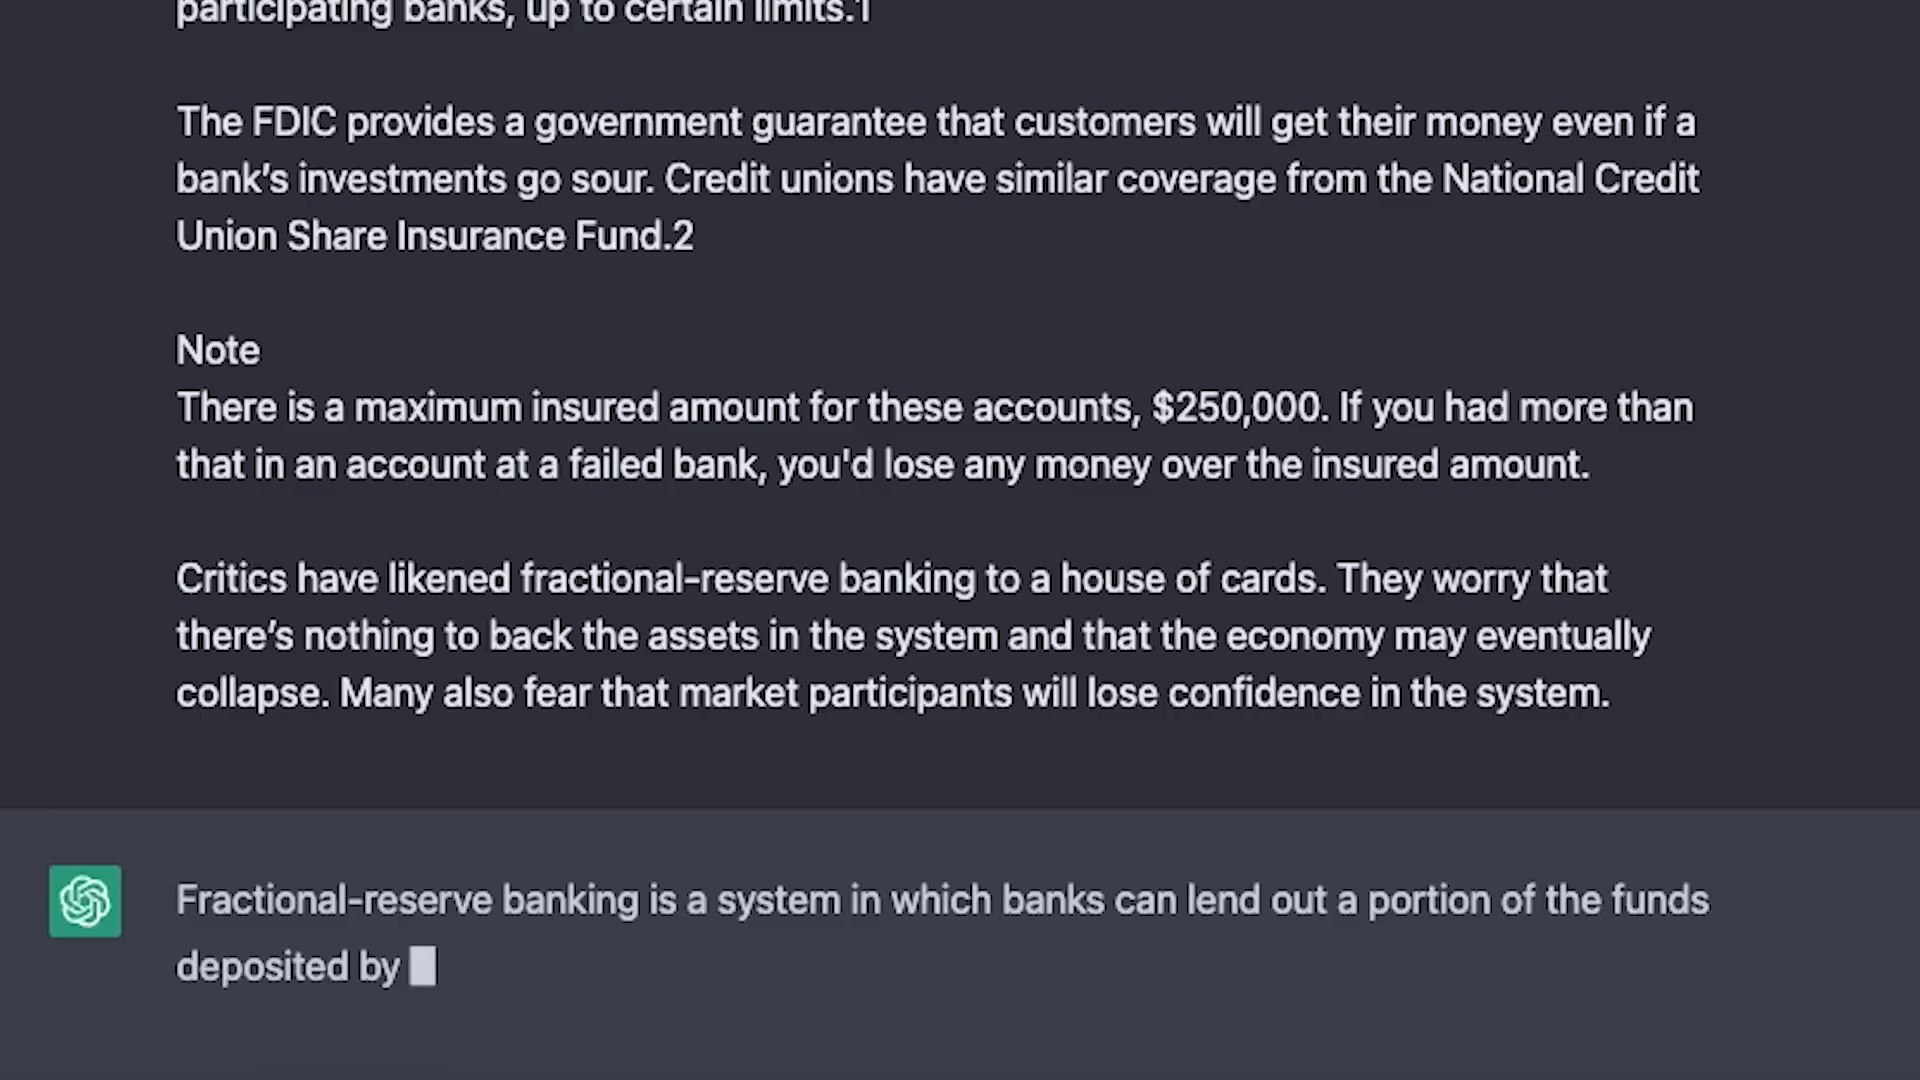 participating banks, up to certain limits.1
The FDIC provides a government guarantee that customers will get their money even if a
bank’s investments go sour. Credit unions have similar coverage from the National Credit
Union Share Insurance Fund.2
Note
There is a maximum insured amount for these accounts, $250,000. If you had more than
that in an account at a failed bank, you'd lose any money over the insured amount.
Critics have likened fractional-reserve banking to a house of cards. They worry that
there’s nothing to back the assets in the system and that the economy may eventually
collapse. Many also fear that market participants will lose confidence in the system.
Fractional-reserve banking is a system in which banks can lend out a portion of the funds
deposited by